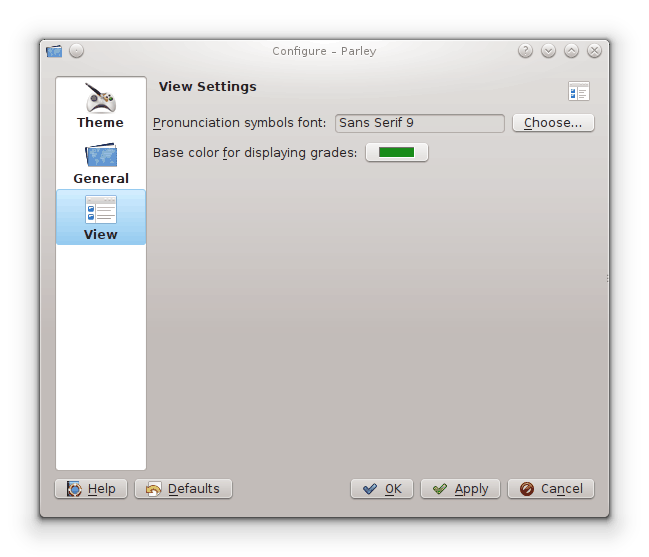 Configure – Parley
Theme
General
View
View Settings
Pronunciation symbols font: Sans Serif 9 Choose...
Base color for displaying grades:
Help Defaults OK Apply Cancel